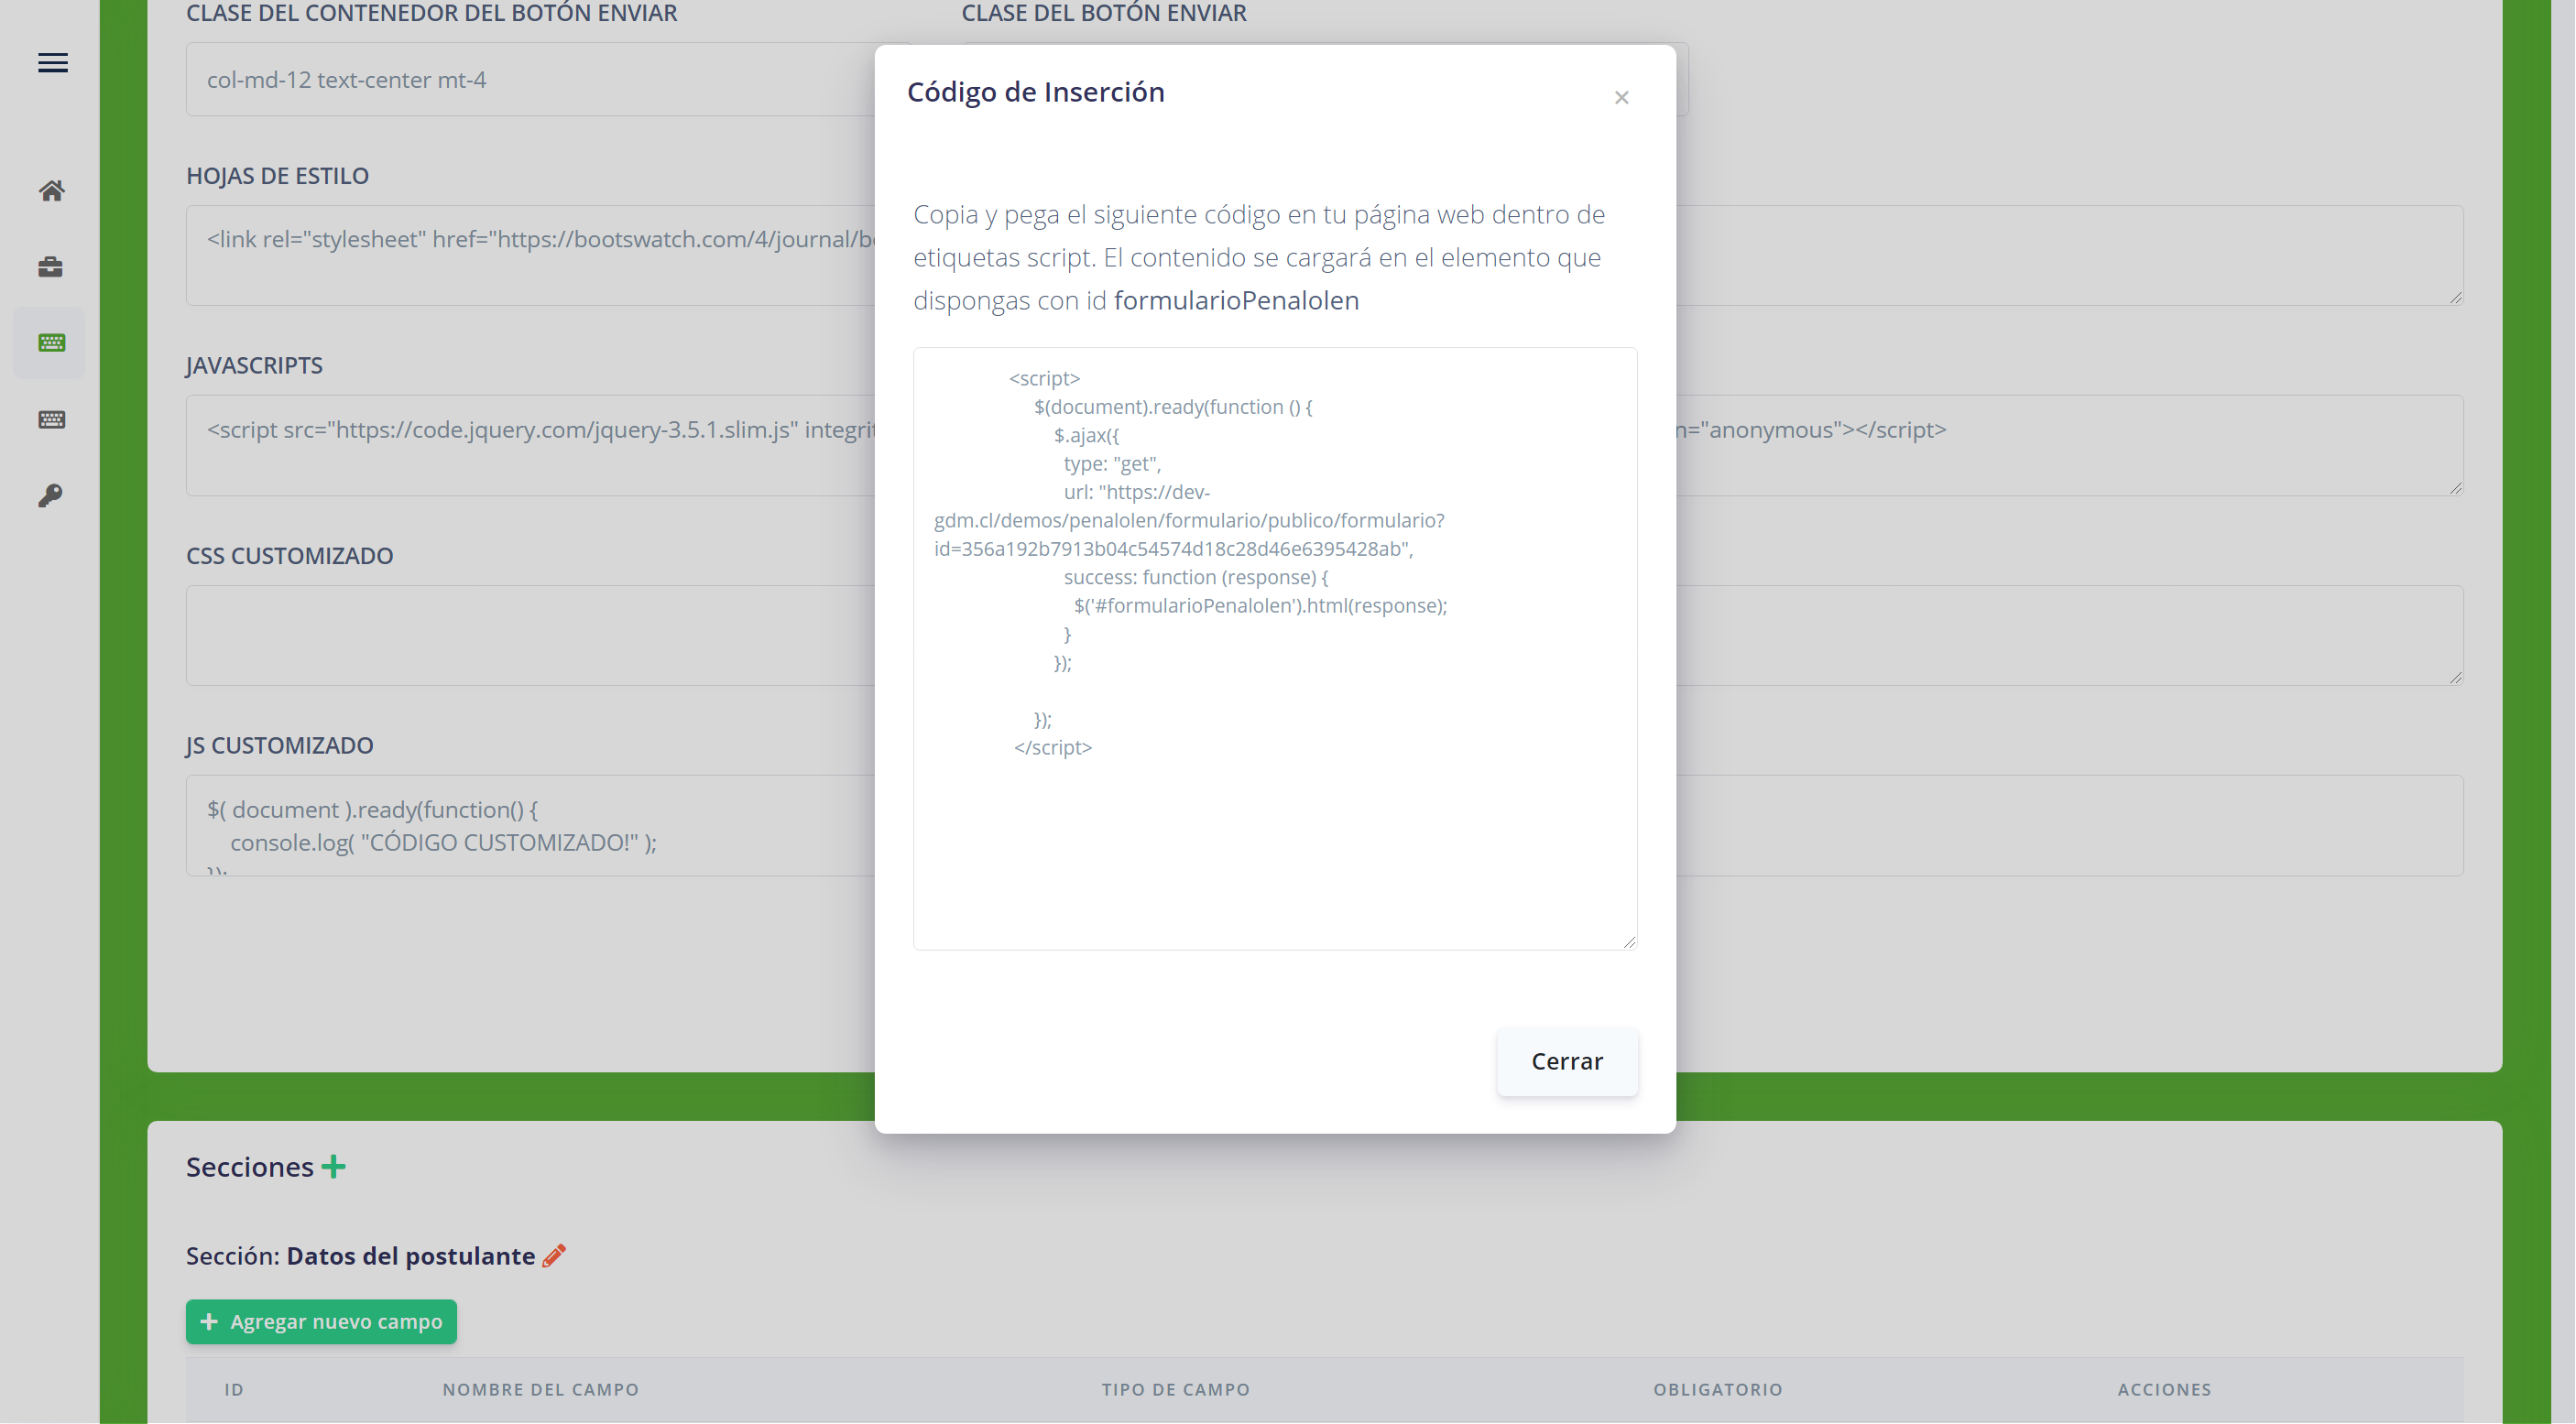 CLASE DEL CONTENEDOR DEL BOTÓN ENVIAR
CLASE DEL BOTÓN ENVIAR
col-md-12 text-center mt-4
HOJAS DE ESTILO
<link rel="stylesheet" href="https://bootswatch.com/4/journal/b
JAVASCRIPTS
<script src="https://code.jquery.com/jquery-3.5.1.slim.js" integrit
n="anonymous"></script>
CSS CUSTOMIZADO
JS CUSTOMIZADO
$( document ).ready(function() {
console.log( "CÓDIGO CUSTOMIZADO!" );
});
Código de Inserción
×
Copia y pega el siguiente código en tu página web dentro de
etiquetas script. El contenido se cargará en el elemento que
dispongas con id formularioPenalolen
<script>
$(document).ready(function () {
$.ajax({
type: "get",
url: "https://dev-
gdm.cl/demos/penalolen/formulario/publico/formulario?
id=356a192b7913b04c54574d18c28d46e6395428ab",
success: function (response) {
$('#formularioPenalolen').html(response);
}
});
});
</script>
Cerrar
Secciones
Sección: Datos del postulante
Agregar nuevo campo
ID NOMBRE DEL CAMPO TIPO DE CAMPO OBLIGATORIO ACCIONES